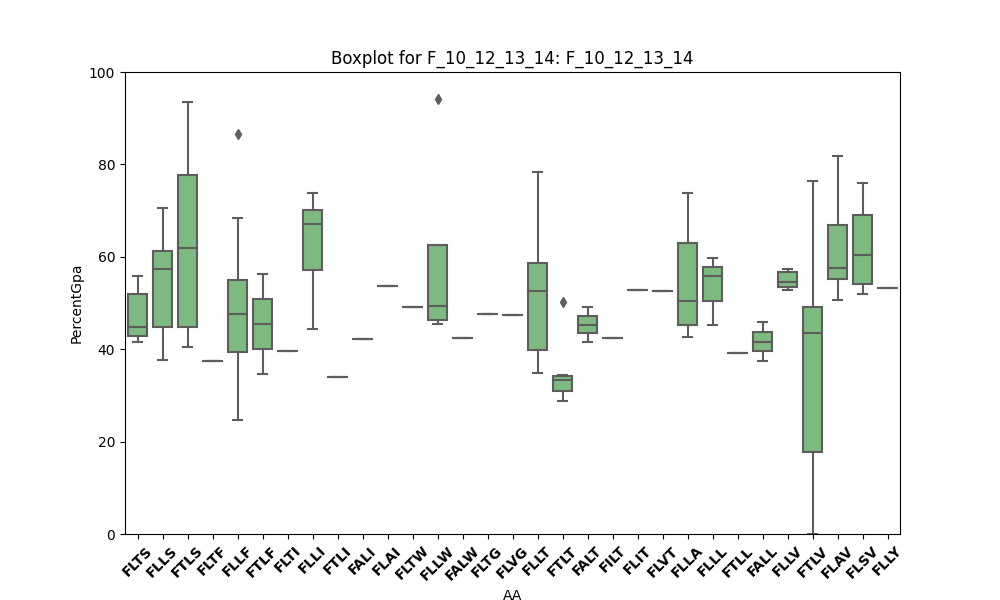 Boxplot for F_10_12_13_14: F_10_12_13_14
PercentGpa
100
80
60
40
20
0
FLTS FLLS FTLS FLTF FLLF FTLF FLTI FLLI FTLI FALI FLAI FLTW FLLW FALW FLTG FLVG FLLT FTLT FALT FILT FLIT FLVT FLLA FLLL FTLL FALL FLLV FTLV FLAV FLSV FLLY
AA